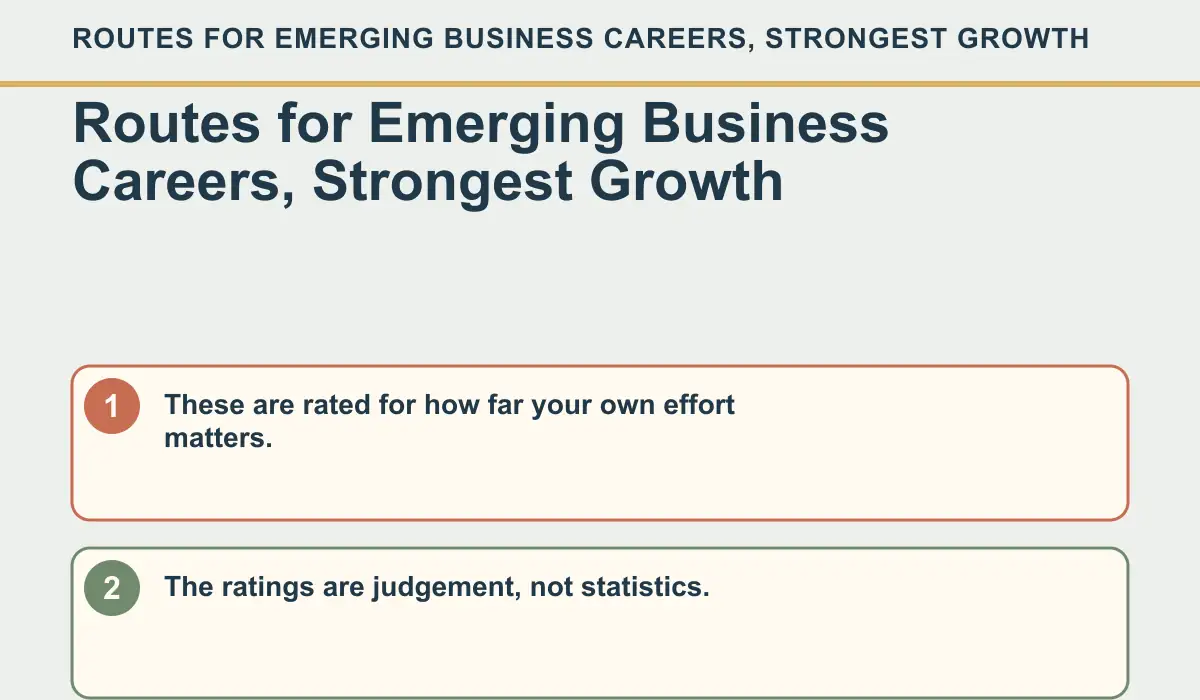 ROUTES FOR EMERGING BUSINESS CAREERS, STRONGEST GROWTH
Routes for Emerging Business
Careers, Strongest Growth
1
These are rated for how far your own effort
matters.
2
The ratings are judgement, not statistics.